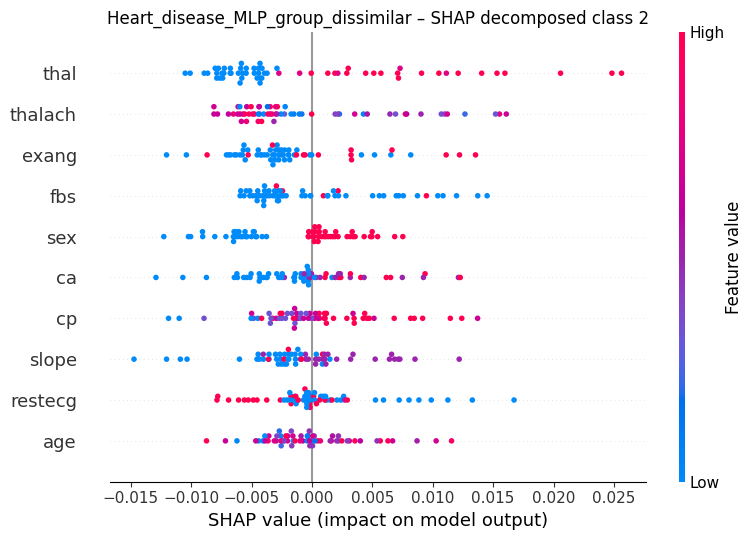 Heart_disease_MLP_group_dissimilar – SHAP decomposed class 2
High
thal
thalach
exang
fbs
sex
ca
cp
slope
restecg
age
Feature value
Low
−0.015 −0.010 −0.005 0.000 0.005 0.010 0.015 0.020 0.025
SHAP value (impact on model output)